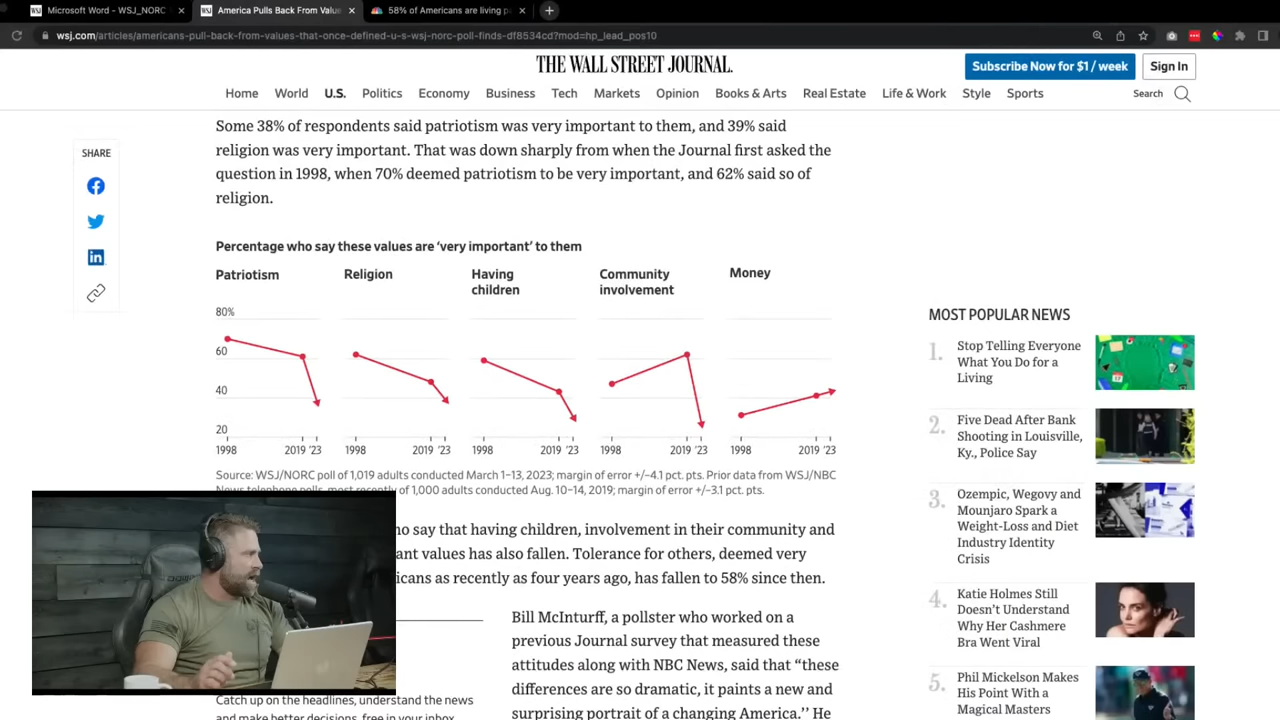 Microsoft Word - WSJ_NORC
America Pulls Back From Valu
58% of Americans are living p
wsj.com/articles/americans-pull-back-from-values-that-once-defined-u-s-wsj-norc-poll-finds-df8534cd?mod=hp_lead_pos10
THE WALL STREET JOURNAL.
Subscribe Now for $1 / week
Sign In
Home World U.S. Politics Economy Business Tech Markets Opinion Books & Arts Real Estate Life & Work Style Sports
Search
SHARE
Some 38% of respondents said patriotism was very important to them, and 39% said
religion was very important. That was down sharply from when the Journal first asked the
question in 1998, when 70% deemed patriotism to be very important, and 62% said so of
religion.
Percentage who say these values are ‘very important’ to them
Patriotism
Religion
Having
children
Community
involvement
Money
80%
60
40
20
1998 2019 ’23
1998 2019 ’23
1998 2019 ’23
1998 2019 ’23
1998 2019 ’23
Source: WSJ/NORC poll of 1,019 adults conducted March 1–13, 2023; margin of error +/–4.1 pct. pts. Prior data from WSJ/NBC
News telephone polls, most recently of 1,000 adults conducted Aug. 10–14, 2019; margin of error +/–3.1 pct. pts.
who say that having children, involvement in their community and
ant values has also fallen. Tolerance for others, deemed very
icans as recently as four years ago, has fallen to 58% since then.
Bill McInturff, a pollster who worked on a
previous Journal survey that measured these
attitudes along with NBC News, said that “these
differences are so dramatic, it paints a new and
surprising portrait of a changing America.’’ He
Catch up on the headlines, understand the news
and make better decisions, free in your inbox
MOST POPULAR NEWS
1.
Stop Telling Everyone
What You Do for a
Living
2.
Five Dead After Bank
Shooting in Louisville,
Ky., Police Say
3.
Ozempic, Wegovy and
Mounjaro Spark a
Weight-Loss and Diet
Industry Identity
Crisis
4.
Katie Holmes Still
Doesn’t Understand
Why Her Cashmere
Bra Went Viral
5.
Phil Mickelson Makes
His Point With a
Magical Masters